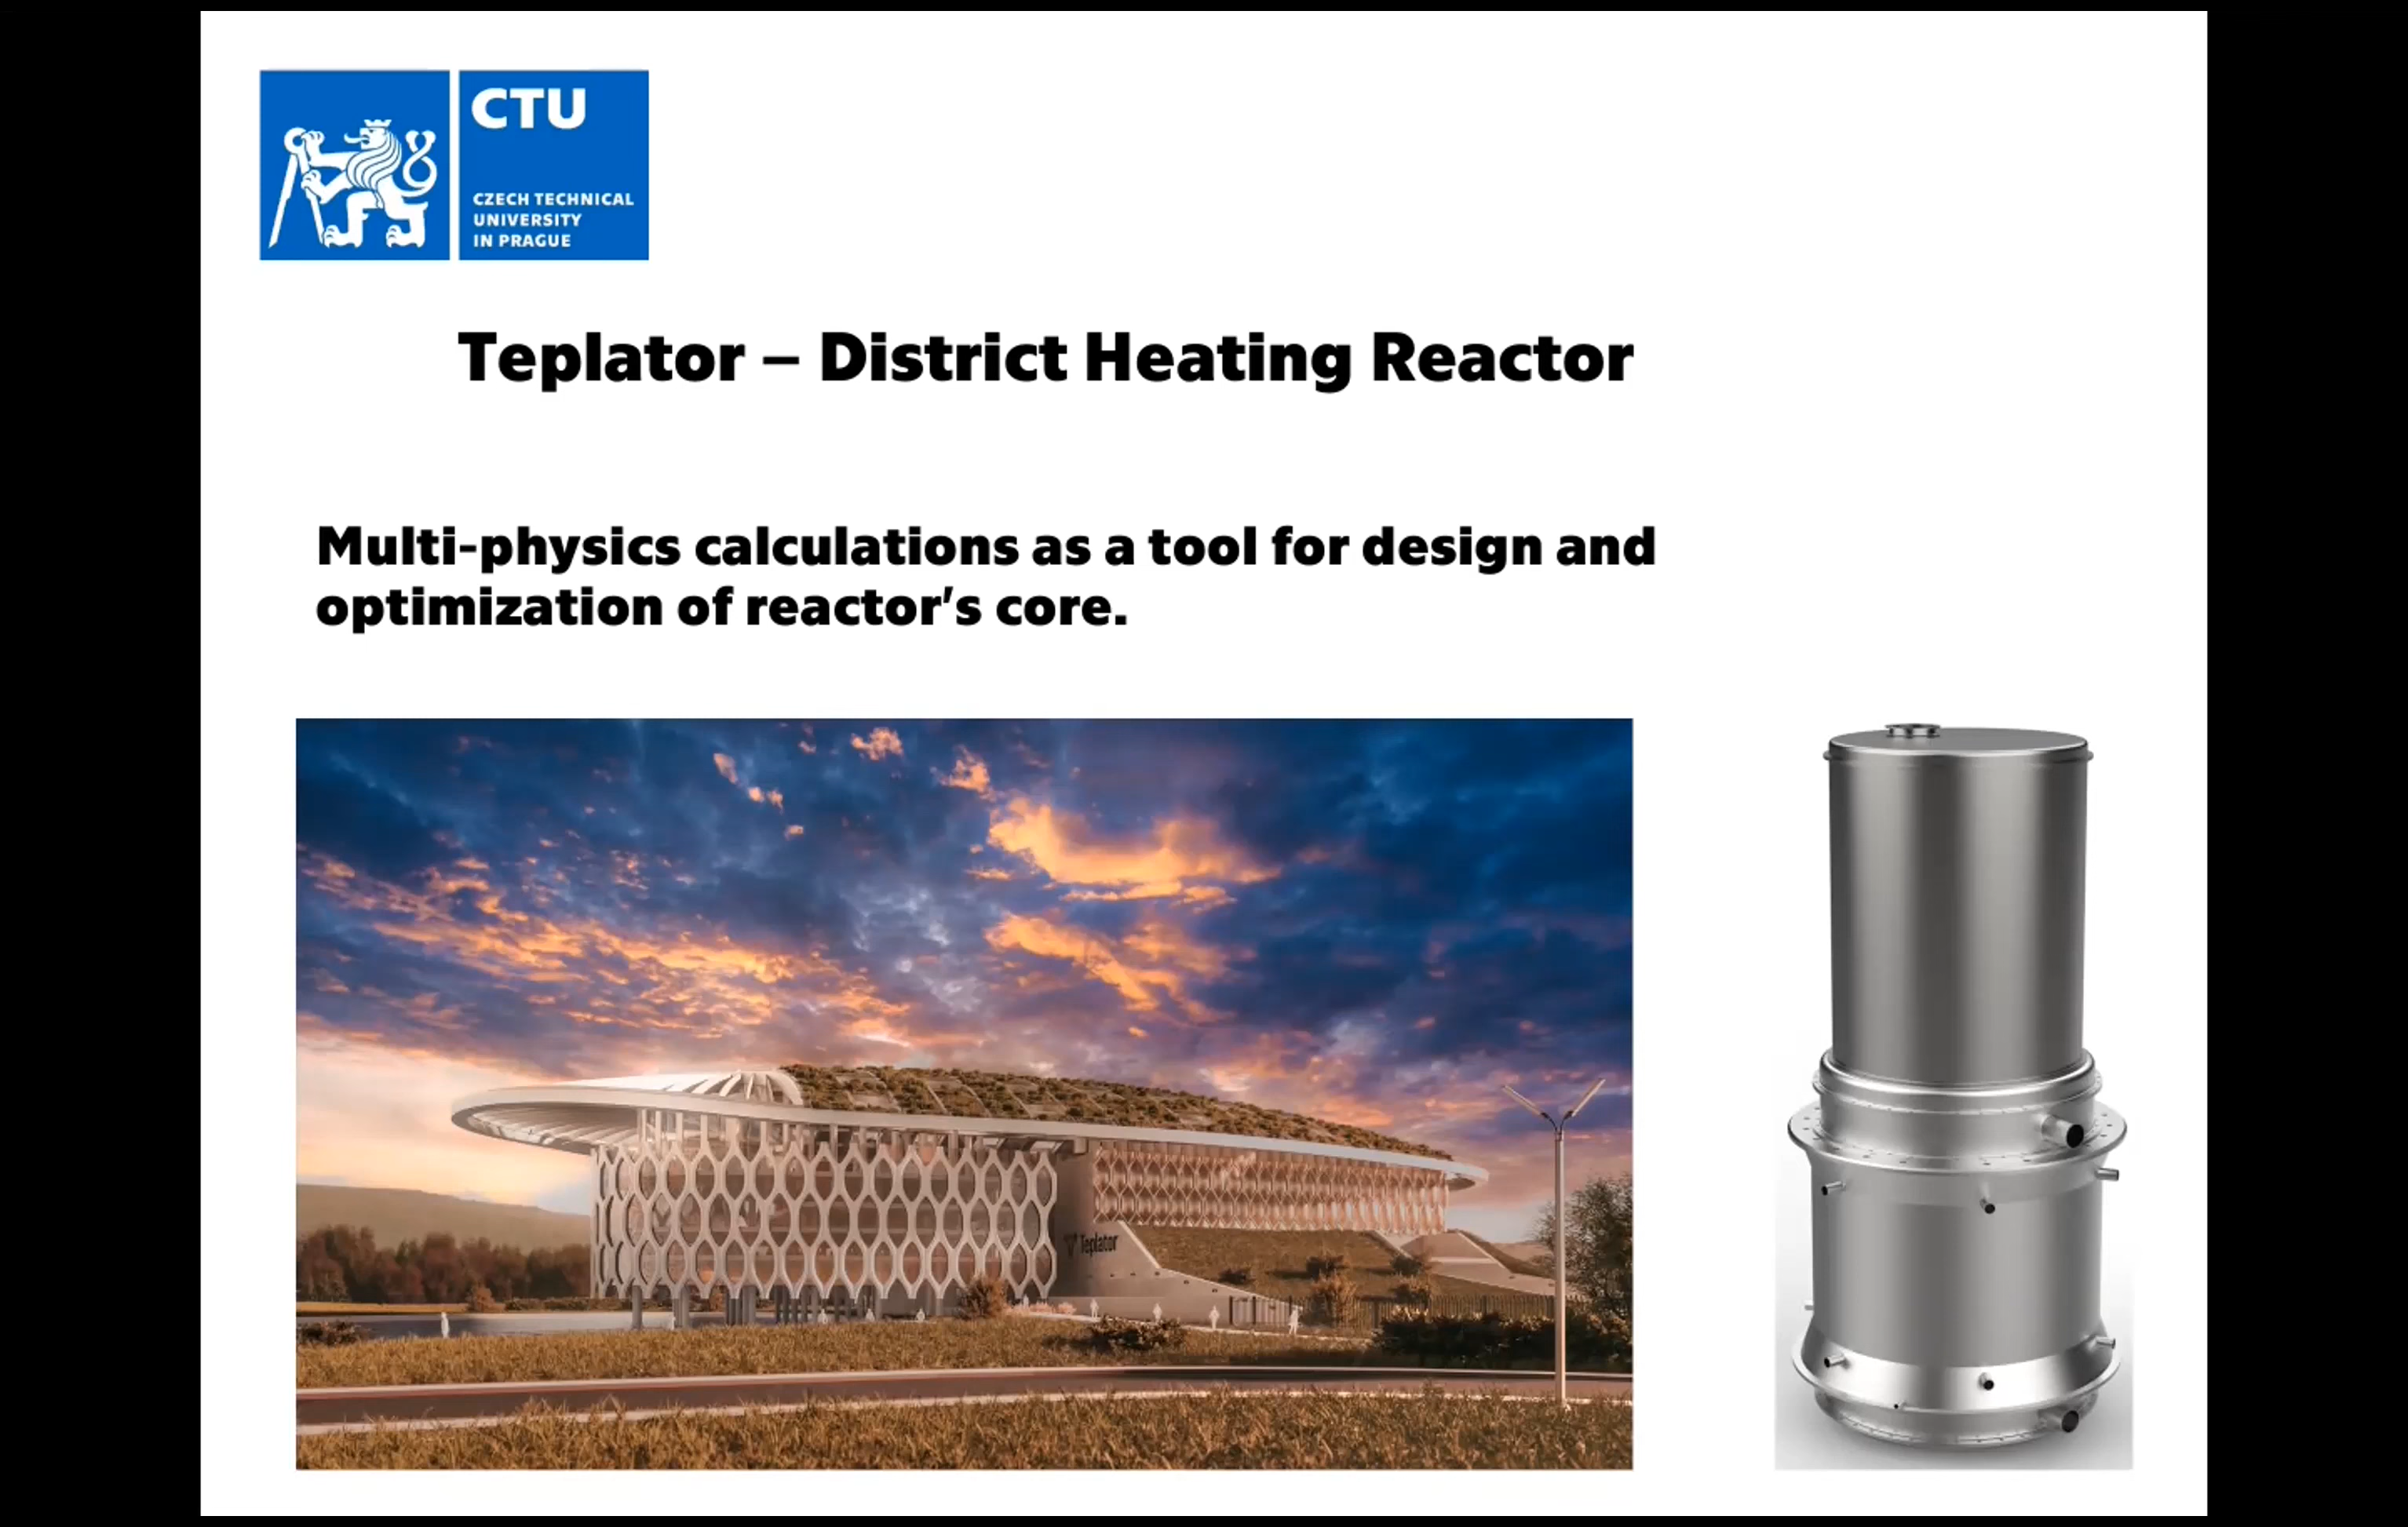 CTU
CZECH TECHNICAL
UNIVERSITY
IN PRAGUE
Teplator – District Heating Reactor
Multi-physics calculations as a tool for design and
optimization of reactor’s core.
Teplator